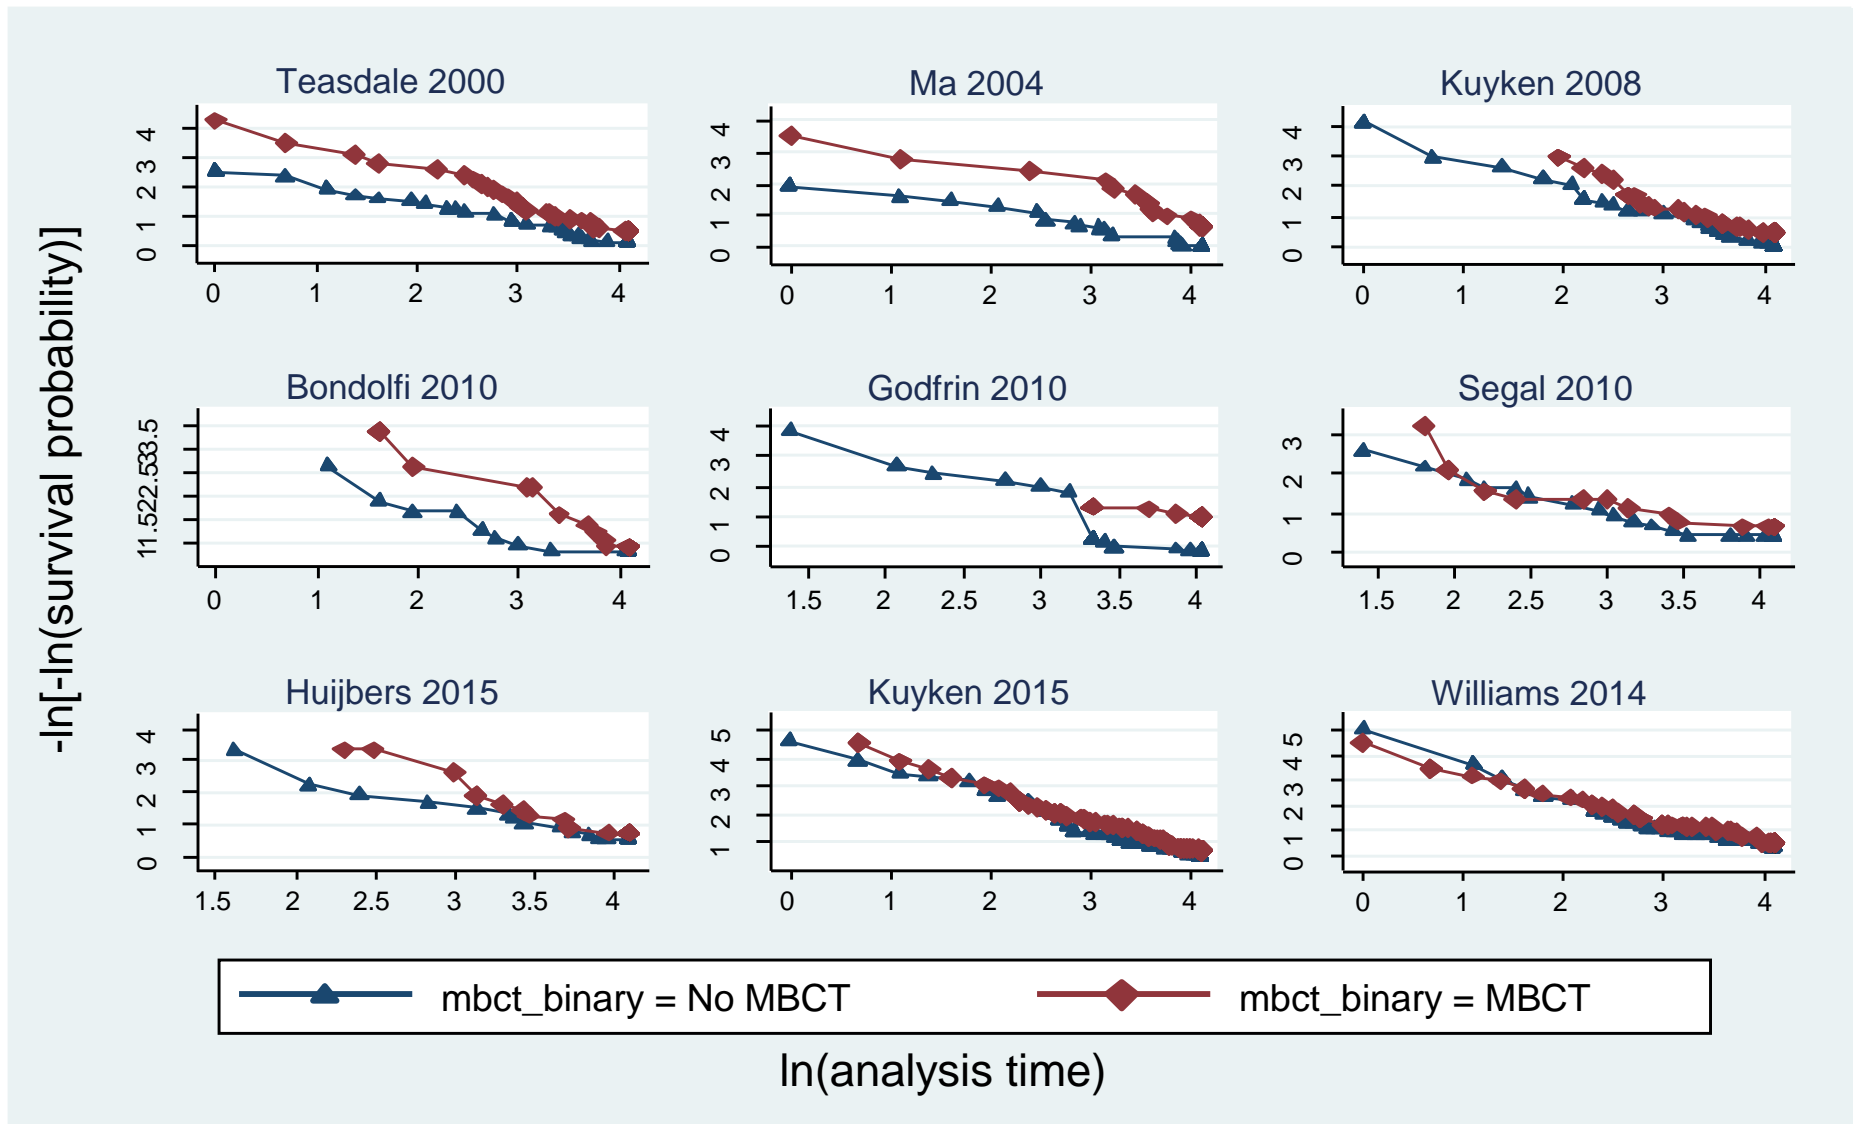 -ln[-ln(survival probability)]
Teasdale 2000
0 1 2 3 4
0 1 2 3 4
Ma 2004
0 1 2 3 4
0 1 2 3 4
Kuyken 2008
0 1 2 3 4
0 1 2 3 4
Bondolfi 2010
11.522.533.5
0 1 2 3 4
Godfrin 2010
0 1 2 3 4
1.5 2 2.5 3 3.5 4
Segal 2010
0 1 2 3
1.5 2 2.5 3 3.5 4
Huijbers 2015
0 1 2 3 4
1.5 2 2.5 3 3.5 4
Kuyken 2015
1 2 3 4 5
0 1 2 3 4
Williams 2014
0 1 2 3 4 5
0 1 2 3 4
mbct_binary = No MBCT
mbct_binary = MBCT
ln(analysis time)